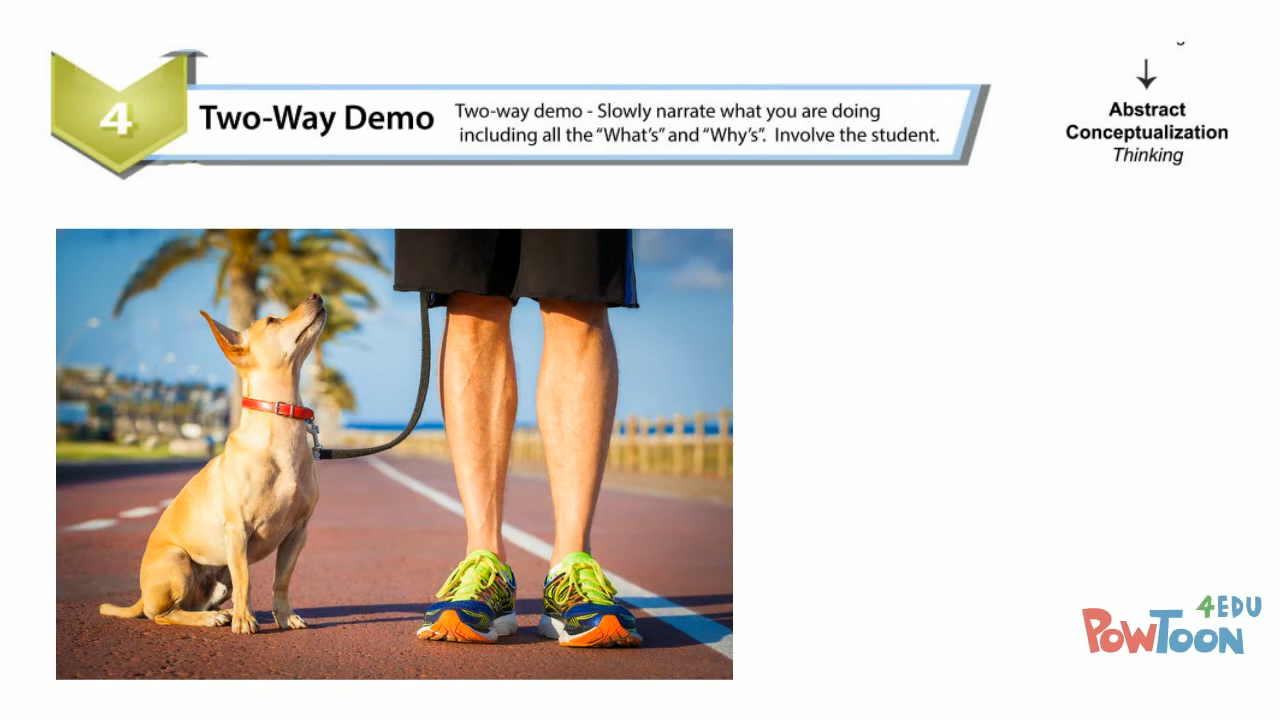 4
Two-Way Demo
Two-way demo - Slowly narrate what you are doing
including all the “What’s” and “Why’s”. Involve the student.
Abstract
Conceptualization
Thinking
4EDU
POWTOON